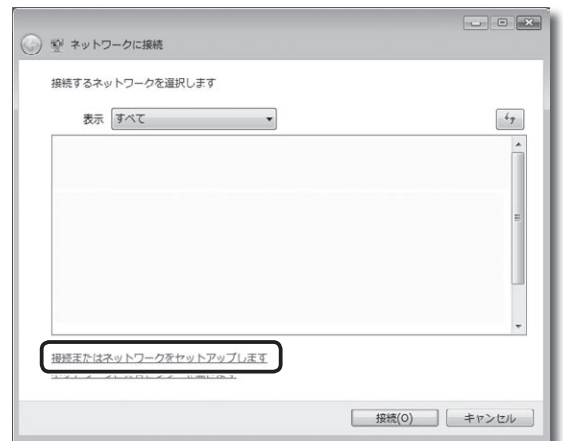 ネットワークに接続
接続するネットワークを選択します
表示 すべて
接続またはネットワークをセットアップします
接続(O) キャンセル